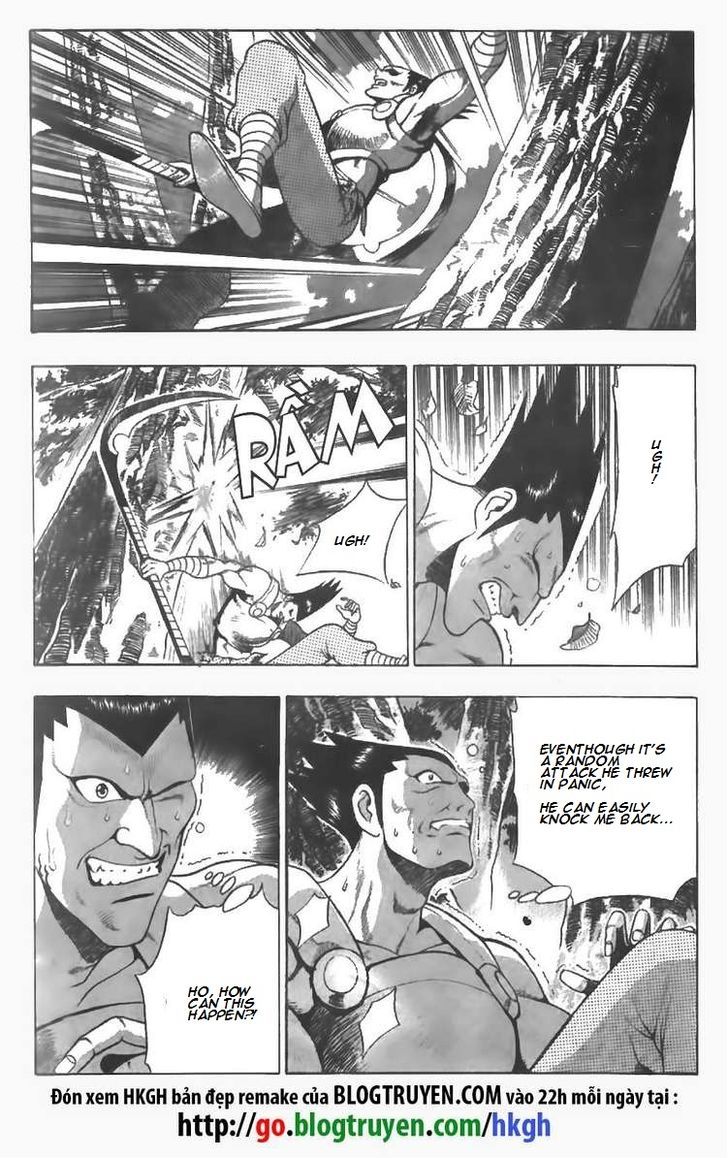 RẦM
UGH!
U
G
H
!
EVENTHOUGH IT'S
A RANDOM
ATTACK HE THREW
IN PANIC,
HE CAN EASILY
KNOCK ME BACK...
HO, HOW
CAN THIS
HAPPEN?!
Đón xem HKGH bản đẹp remake của BLOGTRUYEN.COM vào 22h mỗi ngày tại :
http://go.blogtruyen.com/hkgh